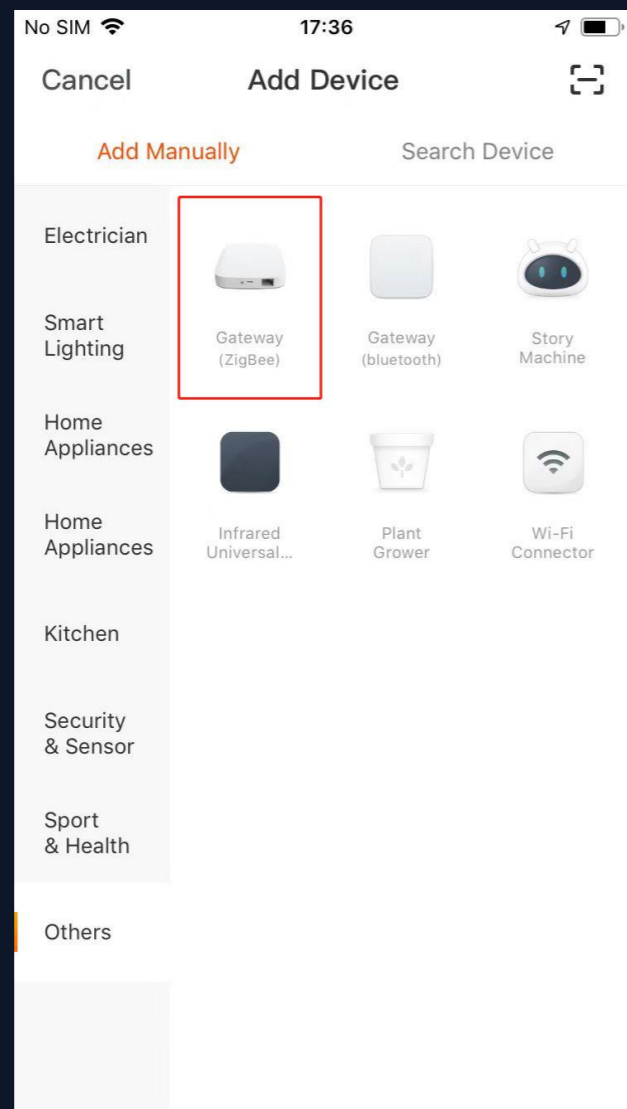 No SIM 17:36
Cancel Add Device
Add Manually Search Device
Electrician
Smart
Lighting
Home
Appliances
Home
Appliances
Kitchen
Security
& Sensor
Sport
& Health
Others
Gateway
(ZigBee)
Gateway
(bluetooth)
Story
Machine
Infrared
Universal...
Plant
Grower
Wi-Fi
Connector